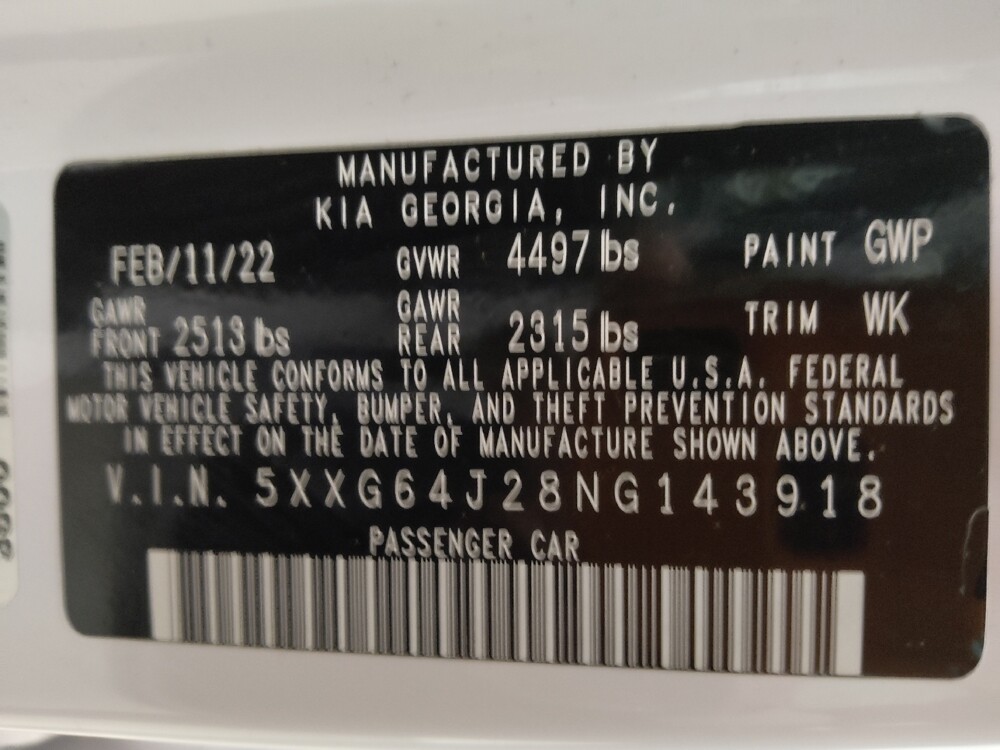 MANUFACTURED BY
KIA GEORGIA, INC.
FEB/11/22 GVWR 4497 lbs PAINT GWP
GAWR FRONT 2513 lbs GAWR REAR 2315 lbs TRIM WK
THIS VEHICLE CONFORMS TO ALL APPLICABLE U.S.A. FEDERAL
MOTOR VEHICLE SAFETY, BUMPER, AND THEFT PREVENTION STANDARDS
IN EFFECT ON THE DATE OF MANUFACTURE SHOWN ABOVE.
V.I.N. 5XXG64J28NG143918
PASSENGER CAR